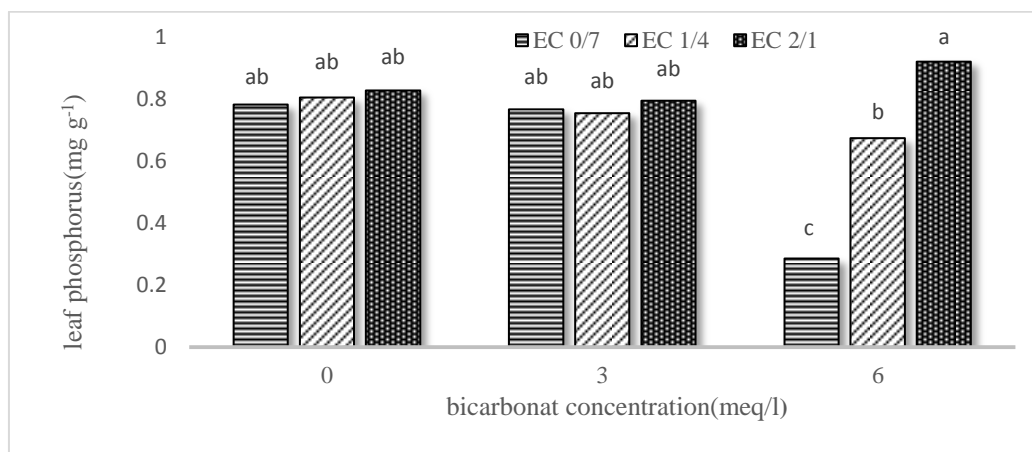 1
EC 0/7 EC 1/4 EC 2/1
a
ab ab ab
ab ab ab
0.8
b
0.6
leaf phosphorus(mg g-1)
0.4
c
0.2
0
0 3 6
bicarbonat concentration(meq/l)